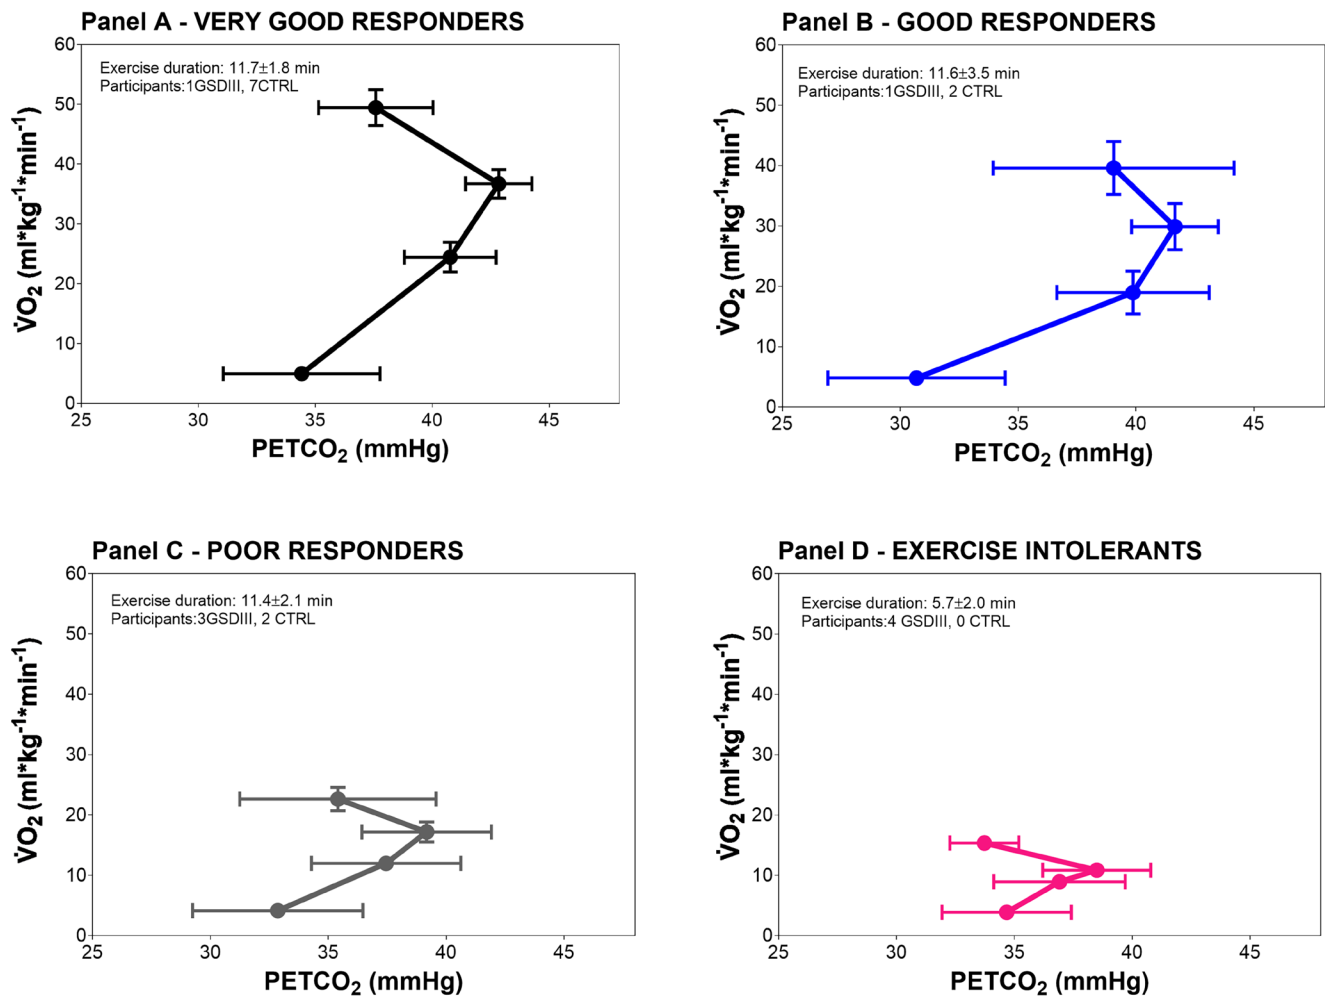 Panel A - VERY GOOD RESPONDERS
Exercise duration: 11.7±1.8 min
Participants:1GSDIII, 7CTRL
V̇O₂ (ml*kg⁻¹*min⁻¹)
60
50
40
30
20
10
0
25
30
35
40
45
PETCO₂ (mmHg)
Panel B - GOOD RESPONDERS
Exercise duration: 11.6±3.5 min
Participants:1GSDIII, 2 CTRL
V̇O₂ (ml*kg⁻¹*min⁻¹)
60
50
40
30
20
10
0
25
30
35
40
45
PETCO₂ (mmHg)
Panel C - POOR RESPONDERS
Exercise duration: 11.4±2.1 min
Participants:3GSDIII, 2 CTRL
V̇O₂ (ml*kg⁻¹*min⁻¹)
60
50
40
30
20
10
0
25
30
35
40
45
PETCO₂ (mmHg)
Panel D - EXERCISE INTOLERANTS
Exercise duration: 5.7±2.0 min
Participants:4 GSDIII, 0 CTRL
V̇O₂ (ml*kg⁻¹*min⁻¹)
60
50
40
30
20
10
0
25
30
35
40
45
PETCO₂ (mmHg)